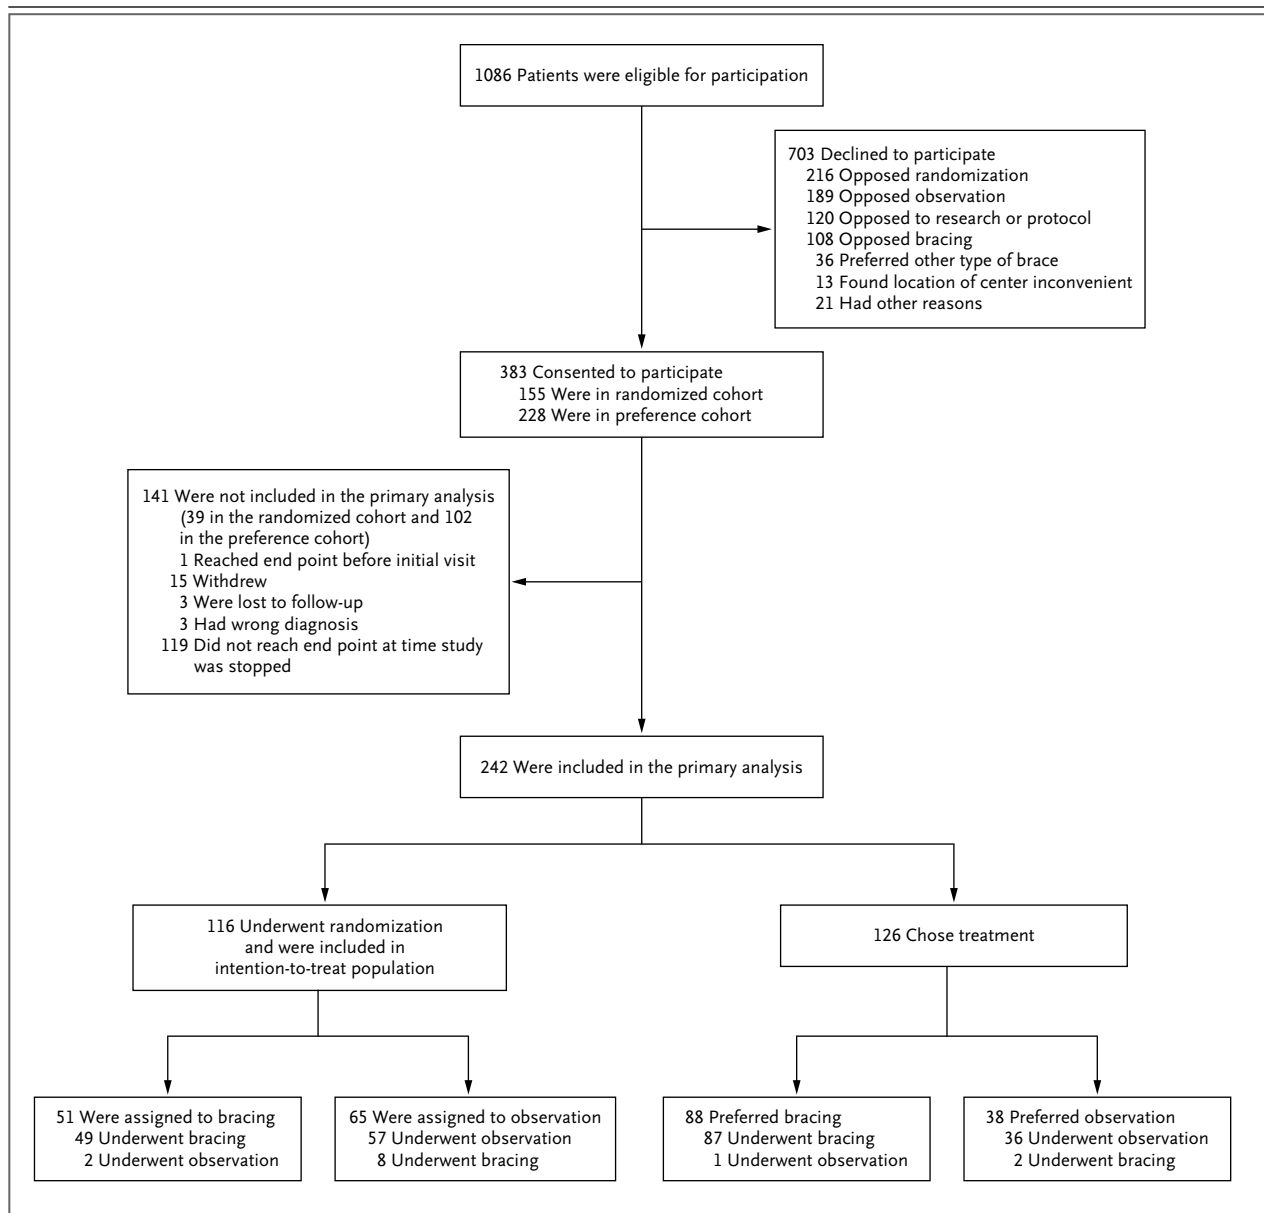 1086 Patients were eligible for participation
703 Declined to participate
216 Opposed randomization
189 Opposed observation
120 Opposed to research or protocol
108 Opposed bracing
36 Preferred other type of brace
13 Found location of center inconvenient
21 Had other reasons
383 Consented to participate
155 Were in randomized cohort
228 Were in preference cohort
141 Were not included in the primary analysis
(39 in the randomized cohort and 102
in the preference cohort)
1 Reached end point before initial visit
15 Withdrew
3 Were lost to follow-up
3 Had wrong diagnosis
119 Did not reach end point at time study
was stopped
242 Were included in the primary analysis
116 Underwent randomization
and were included in
intention-to-treat population
126 Chose treatment
51 Were assigned to bracing
49 Underwent bracing
2 Underwent observation
65 Were assigned to observation
57 Underwent observation
8 Underwent bracing
88 Preferred bracing
87 Underwent bracing
1 Underwent observation
38 Preferred observation
36 Underwent observation
2 Underwent bracing